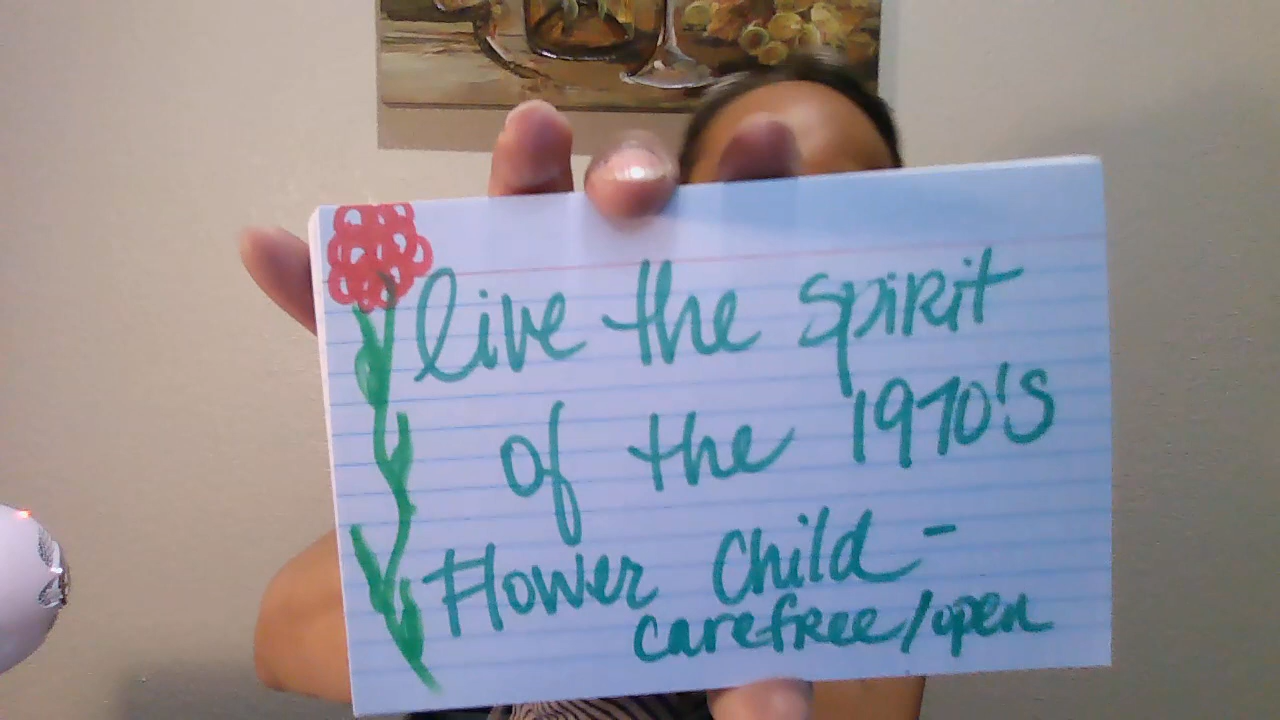 live the spirit
of the 1970's
Flower Child -
carefree/open